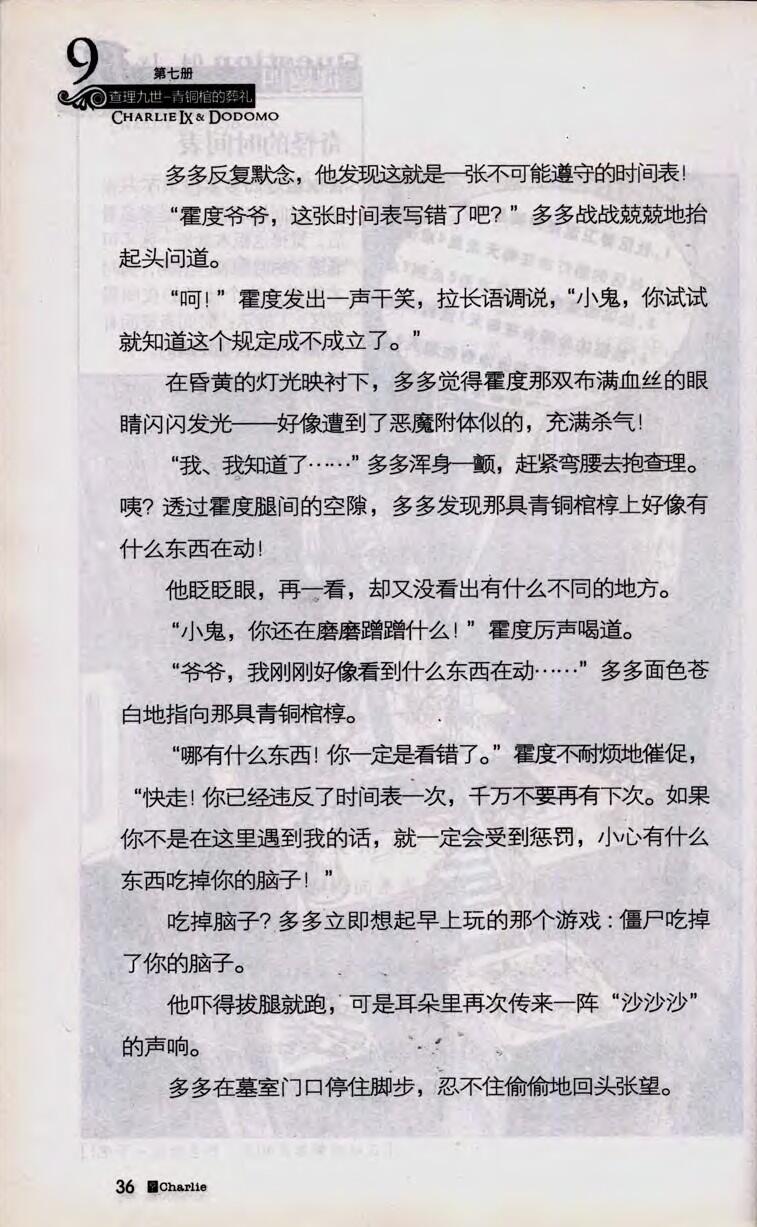 9
第七册
查理九世-青铜棺的葬礼
CHARLIE IX & DODOMO
多多反复默念，他发现这就是一张不可能遵守的时间表！
“霍度爷爷，这张时间表写错了吧？”多多战战兢兢地抬
起头问道。
“呵！”霍度发出一声干笑，拉长语调说，“小鬼，你试试
就知道这个规定成不成立了。”
在昏黄的灯光映衬下，多多觉得霍度那双布满血丝的眼
睛闪闪发光——好像遭到了恶魔附体似的，充满杀气！
“我、我知道了……”多多浑身一颤，赶紧弯腰去抱查理。
咦？透过霍度腿间的空隙，多多发现那具青铜棺椁上好像有
什么东西在动！
他眨眨眼，再一看，却又没看出有什么不同的地方。
“小鬼，你还在磨磨蹭蹭什么！”霍度厉声喝道。
“爷爷，我刚刚好像看到什么东西在动……”多多面色苍
白地指向那具青铜棺椁。
“哪有什么东西！你一定是看错了。”霍度不耐烦地催促，
“快走！你已经违反了时间表一次，千万不要再有下次。如果
你不是在这里遇到我的话，就一定会受到惩罚，小心有什么
东西吃掉你的脑子！”
吃掉脑子？多多立即想起早上玩的那个游戏：僵尸吃掉
了你的脑子。
他吓得拔腿就跑，可是耳朵里再次传来一阵“沙沙沙”
的声响。
多多在墓室门口停住脚步，忍不住偷偷地回头张望。
36 Charlie